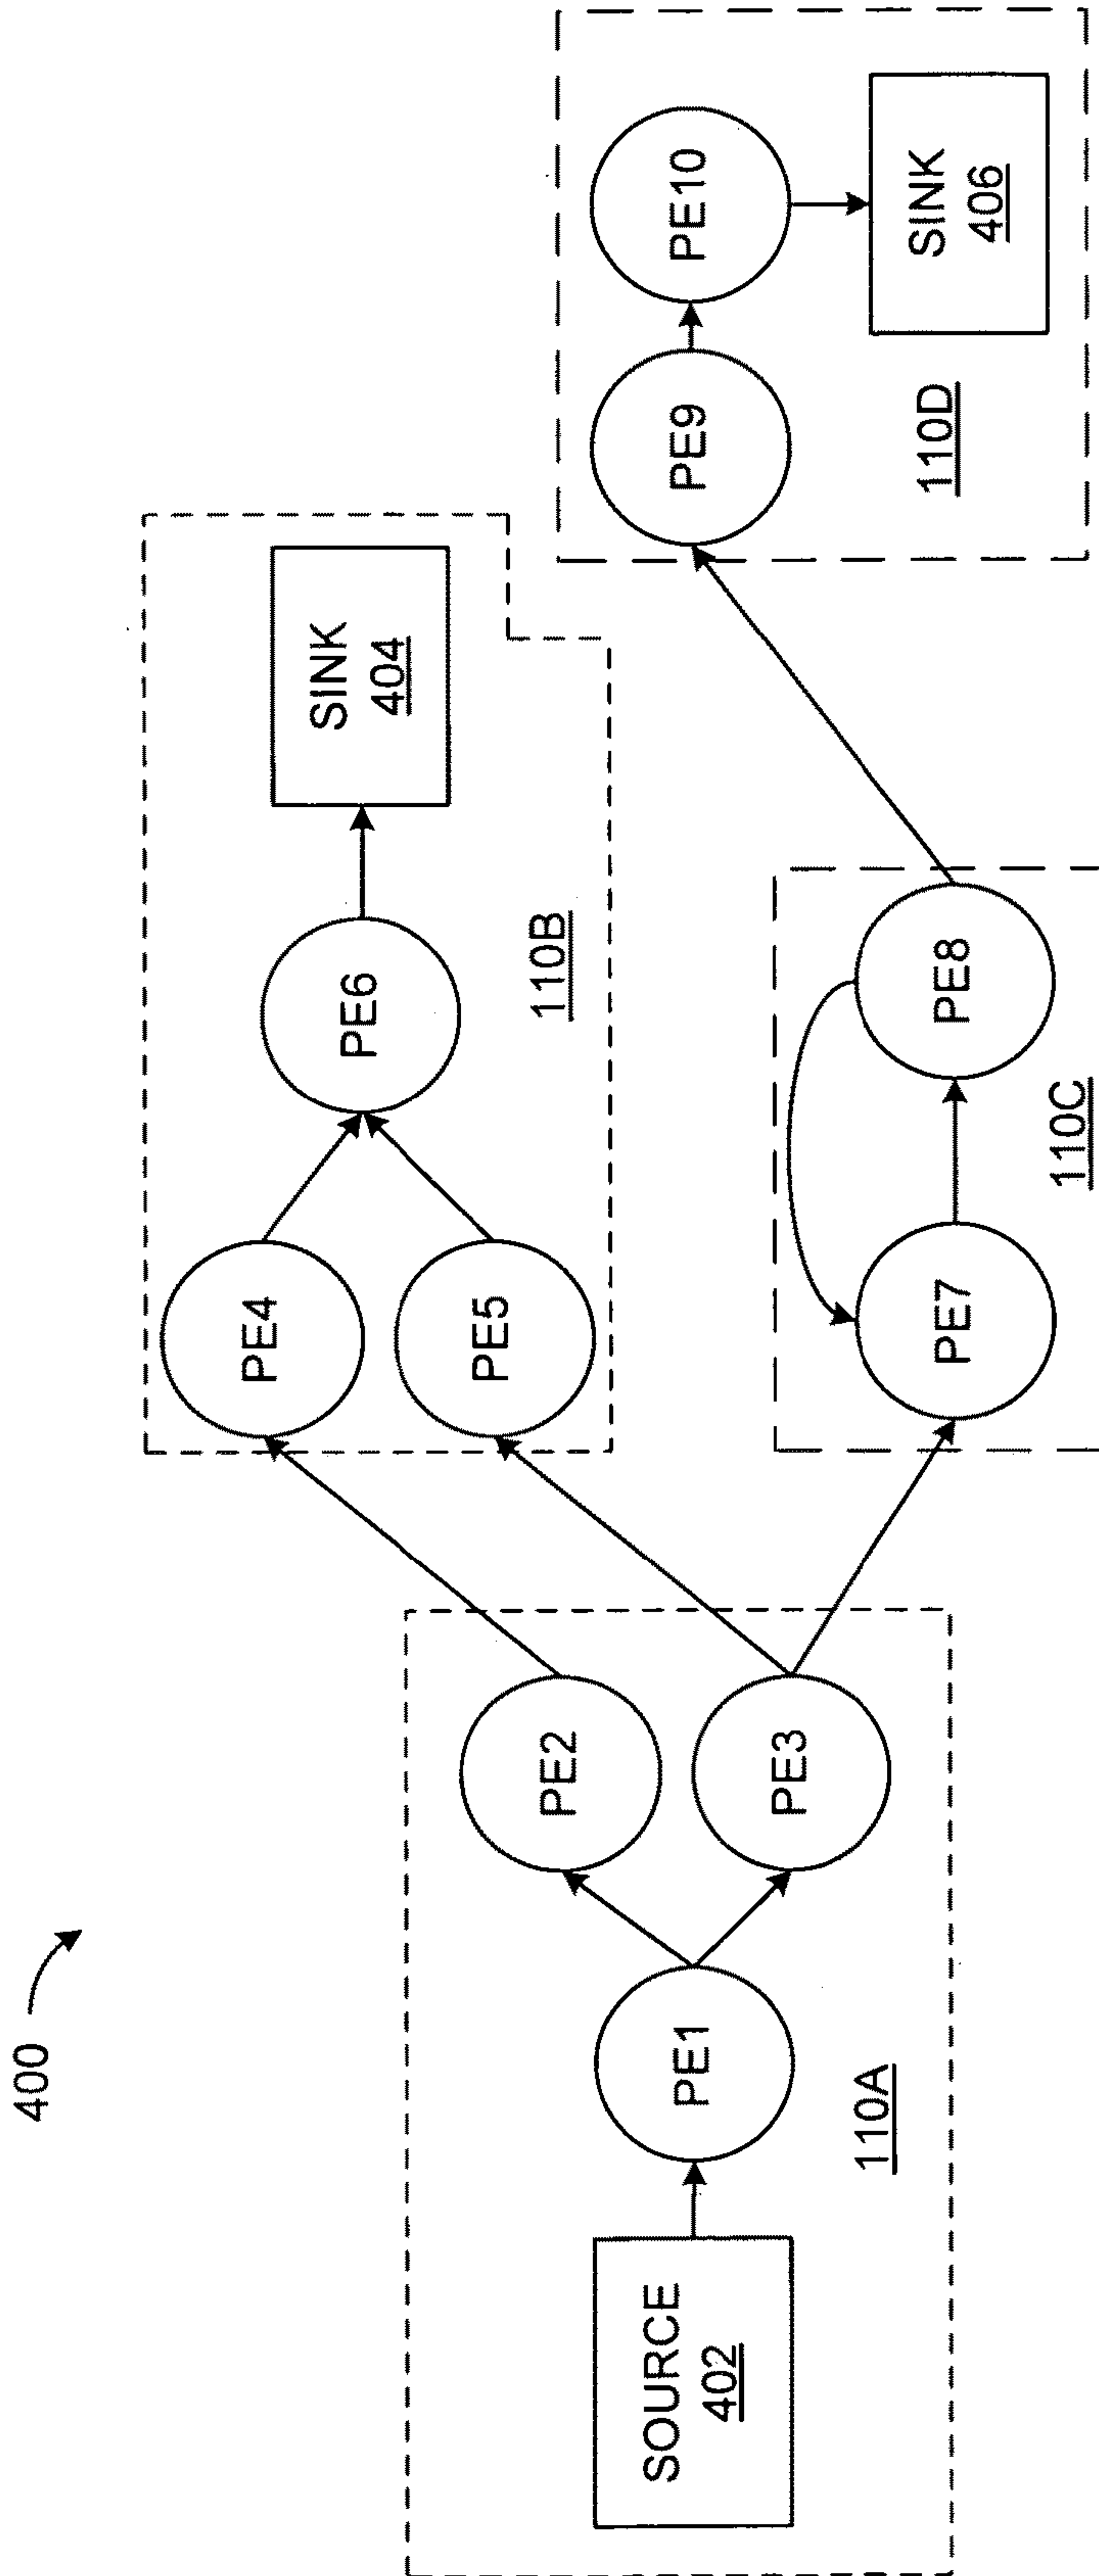 400
SOURCE
402
PE1
PE2
PE3
110A
PE4
PE5
PE6
SINK
404
110B
PE7
PE8
110C
PE9
PE10
SINK
406
110D